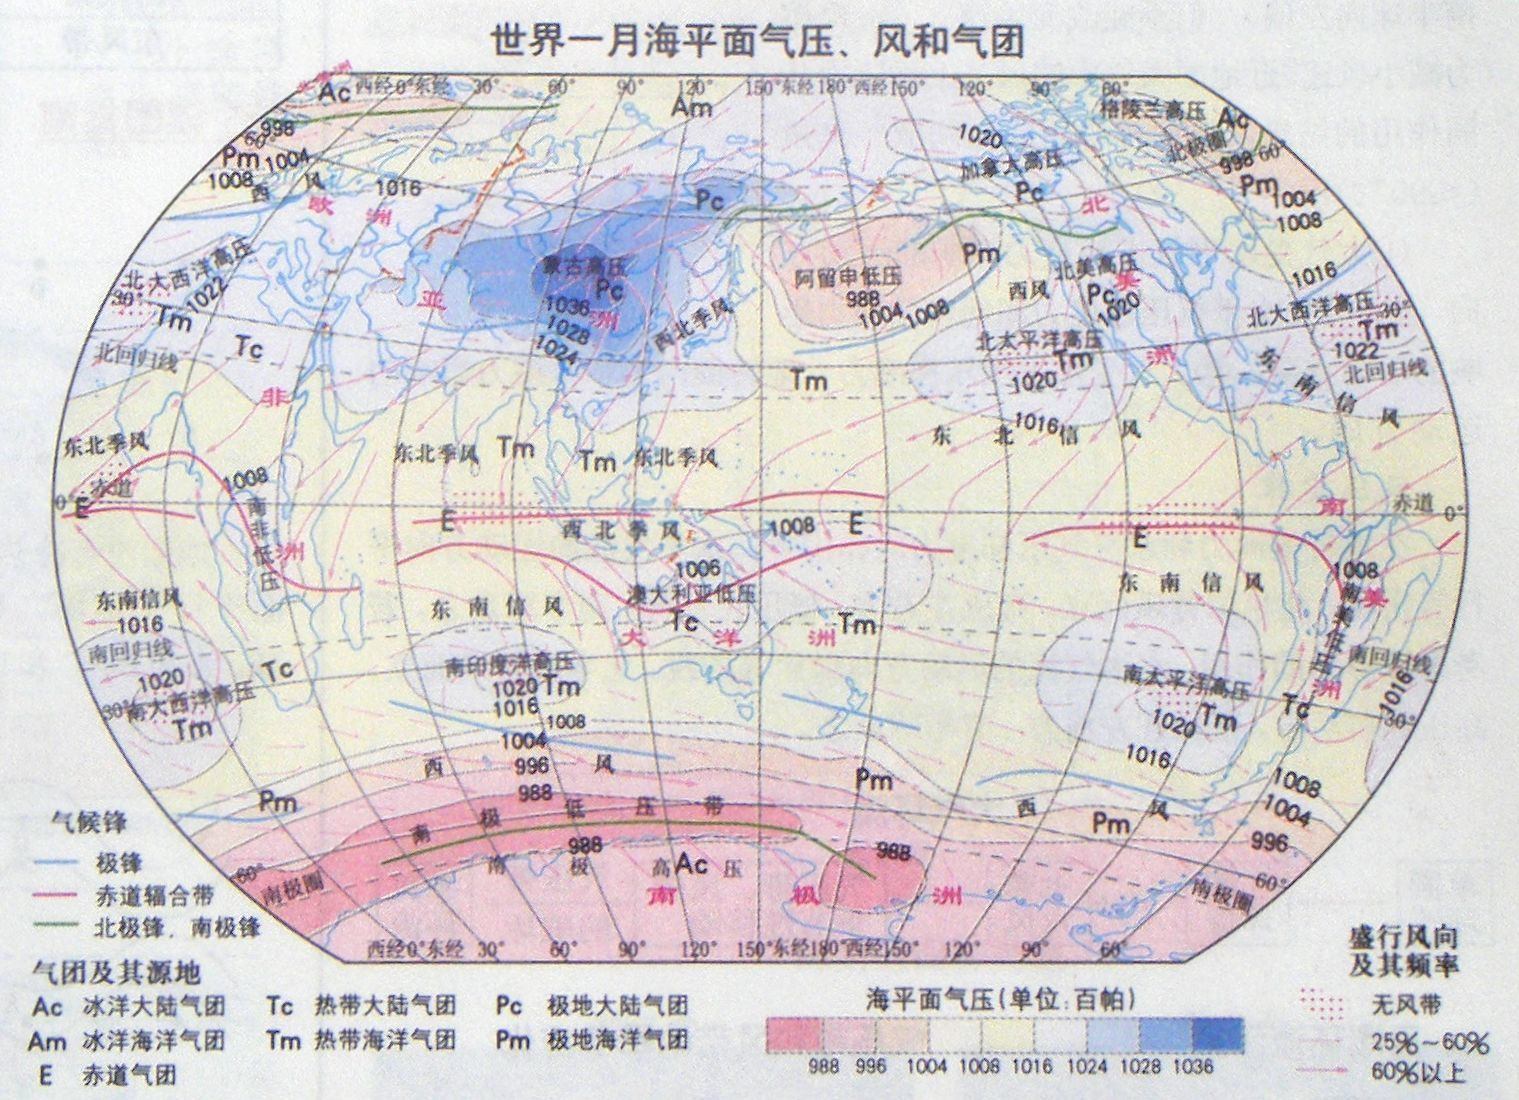 世界一月海平面气压、风和气团
西经0°东经 30° 60° 90° 120° 150°东经180°西经150° 120° 90° 60°
Ac
Am
格陵兰高压
Ac
998
60°
1020
北极圈
Pm
1004
加拿大高压
998
60°
1008
西风
1016
Pc
Pc
Pm
1004
欧洲
北
1008
北大西洋高压
蒙古高压
Pm
北美高压
1016
1022
Pc
阿留申低压
西风
Pc
美
30°
亚
1036
988
1020
北大西洋高压
30°
Tm
洲
1004
1008
Tm
1028
西北季风
北太平洋高压
1022
北回归线
Tc
1024
Tm
洲
东南信风
北回归线
Tm
1020
非
东北季风
东北季风
Tm
Tm
东北季风
东北信风
1016
1008
赤道
0°
E
南非低压
洲
E
西北季风
1008
E
E
南
赤道
0°
1006
1008
东南信风
东南信风
澳大利亚低压
东南信风
南美低压
美
1016
Tc
Tm
大洋洲
南回归线
南回归线
1020
Tc
南印度洋高压
南太平洋高压
洲
30°
南大西洋高压
1020
Tm
1020
Tm
Tc
1016
30°
Tm
1016
1008
1004
西风
996
Pm
1016
1008
Pm
988
西风
1004
南极低压带
Pm
996
988
988
60°
南极高压
Ac
60°
南极圈
南极洲
南极圈
西经0°东经 30° 60° 90° 120° 150°东经180°西经150° 120° 90° 60°
气候锋
极锋
赤道辐合带
北极锋、南极锋
气团及其源地
Ac 冰洋大陆气团 Tc 热带大陆气团 Pc 极地大陆气团
Am 冰洋海洋气团 Tm 热带海洋气团 Pm 极地海洋气团
E 赤道气团
海平面气压(单位:百帕)
988 996 1004 1008 1016 1024 1028 1036
盛行风向
及其频率
无风带
25%～60%
60%以上